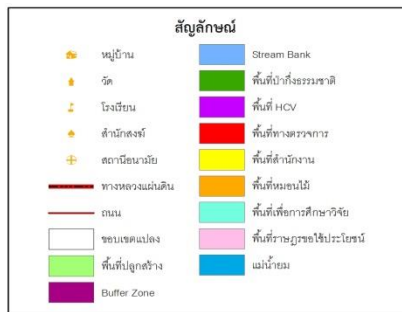 สัญลักษณ์
หมู่บ้าน
วัด
โรงเรียน
สำนักสงฆ์
สถานีอนามัย
ทางหลวงแผ่นดิน
ถนน
ขอบเขตแปลง
พื้นที่ปลูกสร้าง
Buffer Zone
Stream Bank
พื้นที่ป่ากึ่งธรรมชาติ
พื้นที่ HCV
พื้นที่ทางตรวจการ
พื้นที่สำนักงาน
พื้นที่หมอนไม้
พื้นที่เพื่อการศึกษาวิจัย
พื้นที่ราษฎรขอใช้ประโยชน์
แม่น้ำยม